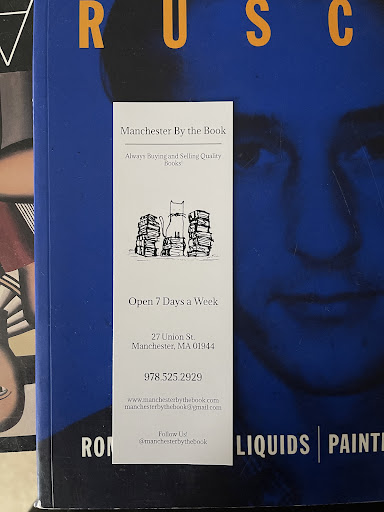 RUSC
Manchester By the Book
Always Buying and Selling Quality
Books!
Open 7 Days a Week
27 Union St.
Manchester, MA 01944
978.525.2929
www.manchesterbythebook.com
manchesterbythebook@gmail.com
Follow Us!
@manchesterbythebook
ROM LIQUIDS | PAINT